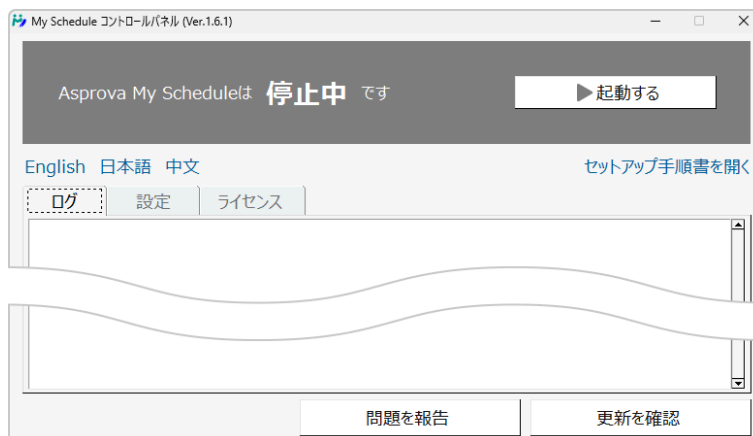 My Schedule コントロールパネル (Ver.1.6.1)
Asprova My Scheduleは 停止中 です
▶起動する
English 日本語 中文
セットアップ手順書を開く
ログ 設定 ライセンス
問題を報告 更新を確認